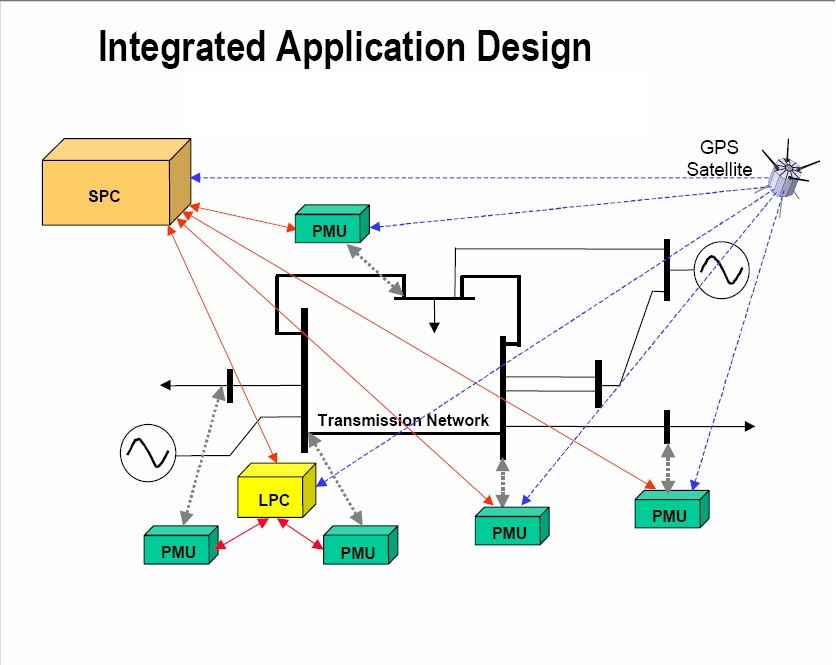 Integrated Application Design
GPS
Satellite
SPC
PMU
Transmission Network
LPC
PMU
PMU
PMU
PMU